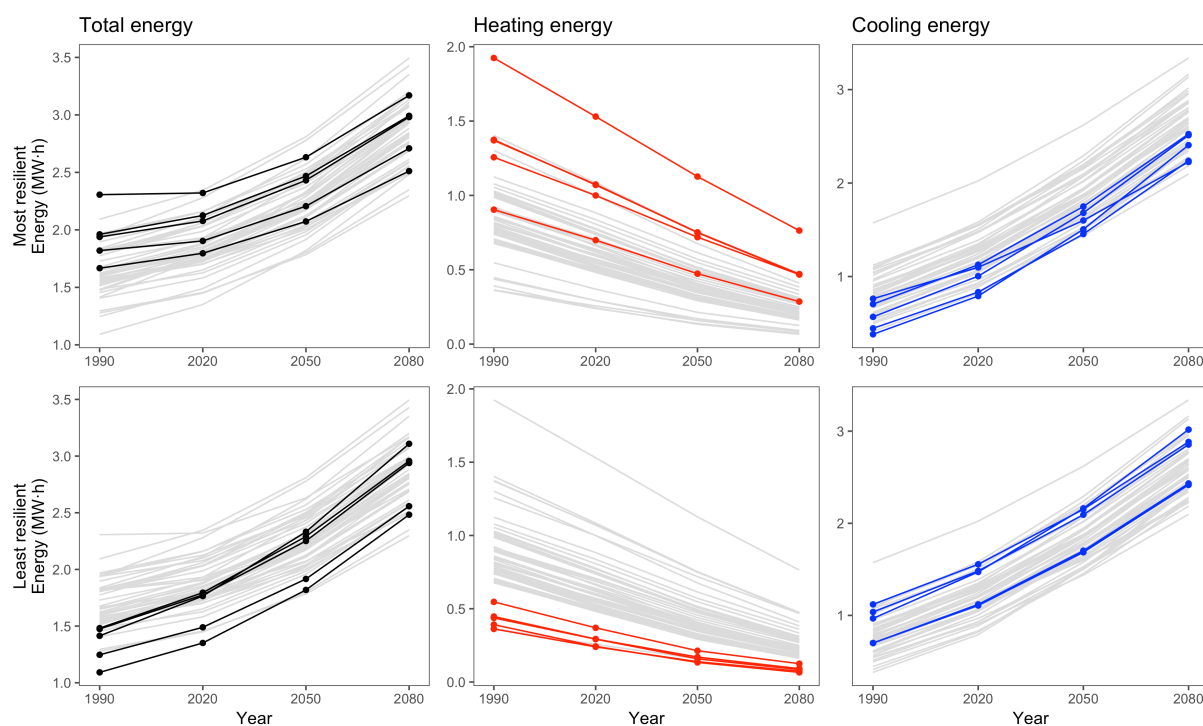 Total energy
Heating energy
Cooling energy
Most resilient
Energy (MW·h)
3.5
3.0
2.5
2.0
1.5
1.0
1990 2020 2050 2080
2.0
1.5
1.0
0.5
0.0
1990 2020 2050 2080
3
2
1
1990 2020 2050 2080
Least resilient
Energy (MW·h)
3.5
3.0
2.5
2.0
1.5
1.0
1990 2020 2050 2080
Year
2.0
1.5
1.0
0.5
0.0
1990 2020 2050 2080
Year
3
2
1
1990 2020 2050 2080
Year